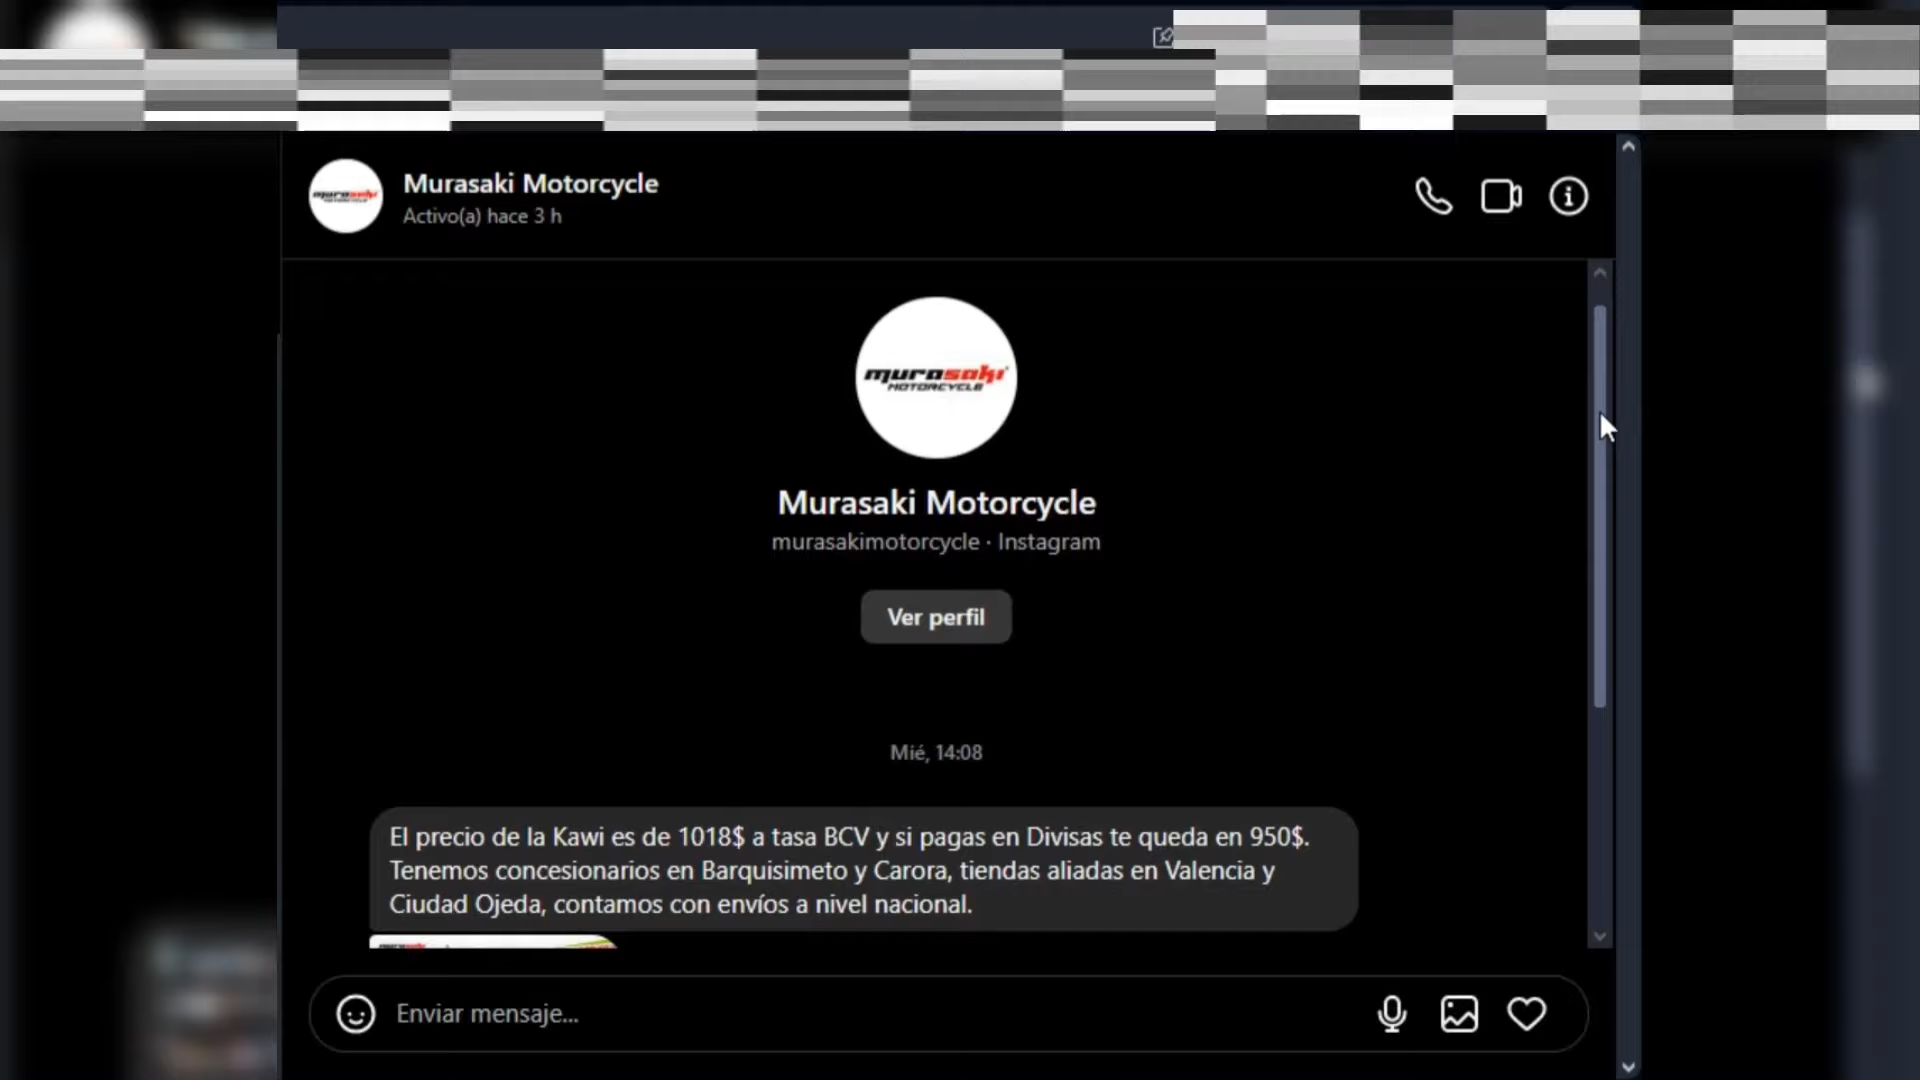 Murasaki Motorcycle
Activo(a) hace 3 h
murasaki
MOTORCYCLE
Murasaki Motorcycle
murasakimotorcycle · Instagram
Ver perfil
Mié, 14:08
El precio de la Kawi es de 1018$ a tasa BCV y si pagas en Divisas te queda en 950$.
Tenemos concesionarios en Barquisimeto y Carora, tiendas aliadas en Valencia y
Ciudad Ojeda, contamos con envíos a nivel nacional.
Enviar mensaje...